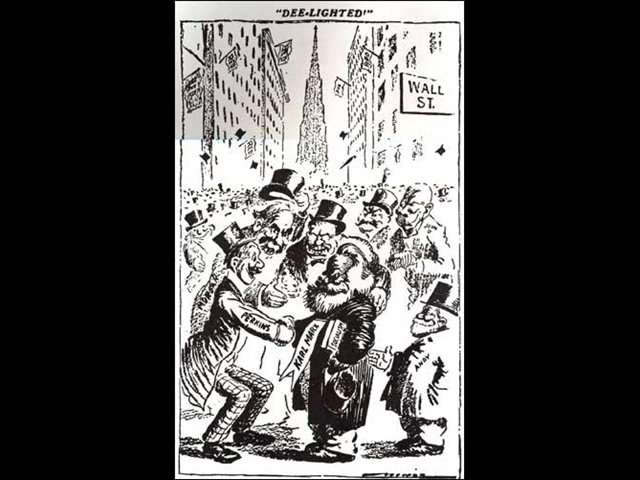 "DEE-LIGHTED!"
WALL
ST.
PERKINS
KARL MARX
ANDY